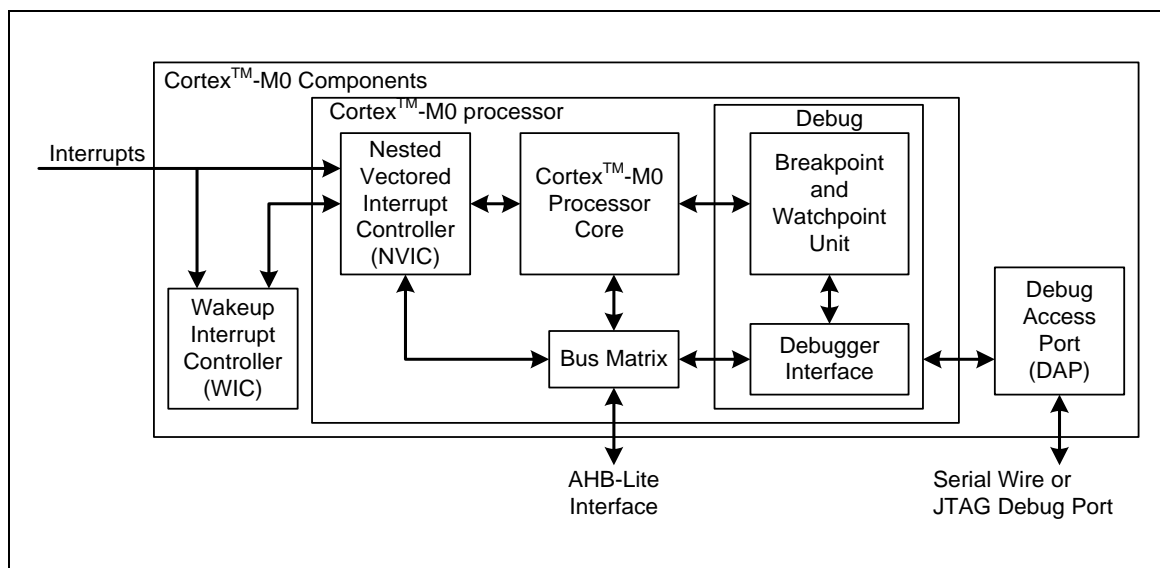 Cortex™-M0 Components
Cortex™-M0 processor
Debug
Interrupts
Nested
Vectored
Interrupt
Controller
(NVIC)
Cortex™-M0
Processor
Core
Breakpoint
and
Watchpoint
Unit
Wakeup
Interrupt
Controller
(WIC)
Bus Matrix
Debugger
Interface
Debug
Access
Port
(DAP)
AHB-Lite
Interface
Serial Wire or
JTAG Debug Port